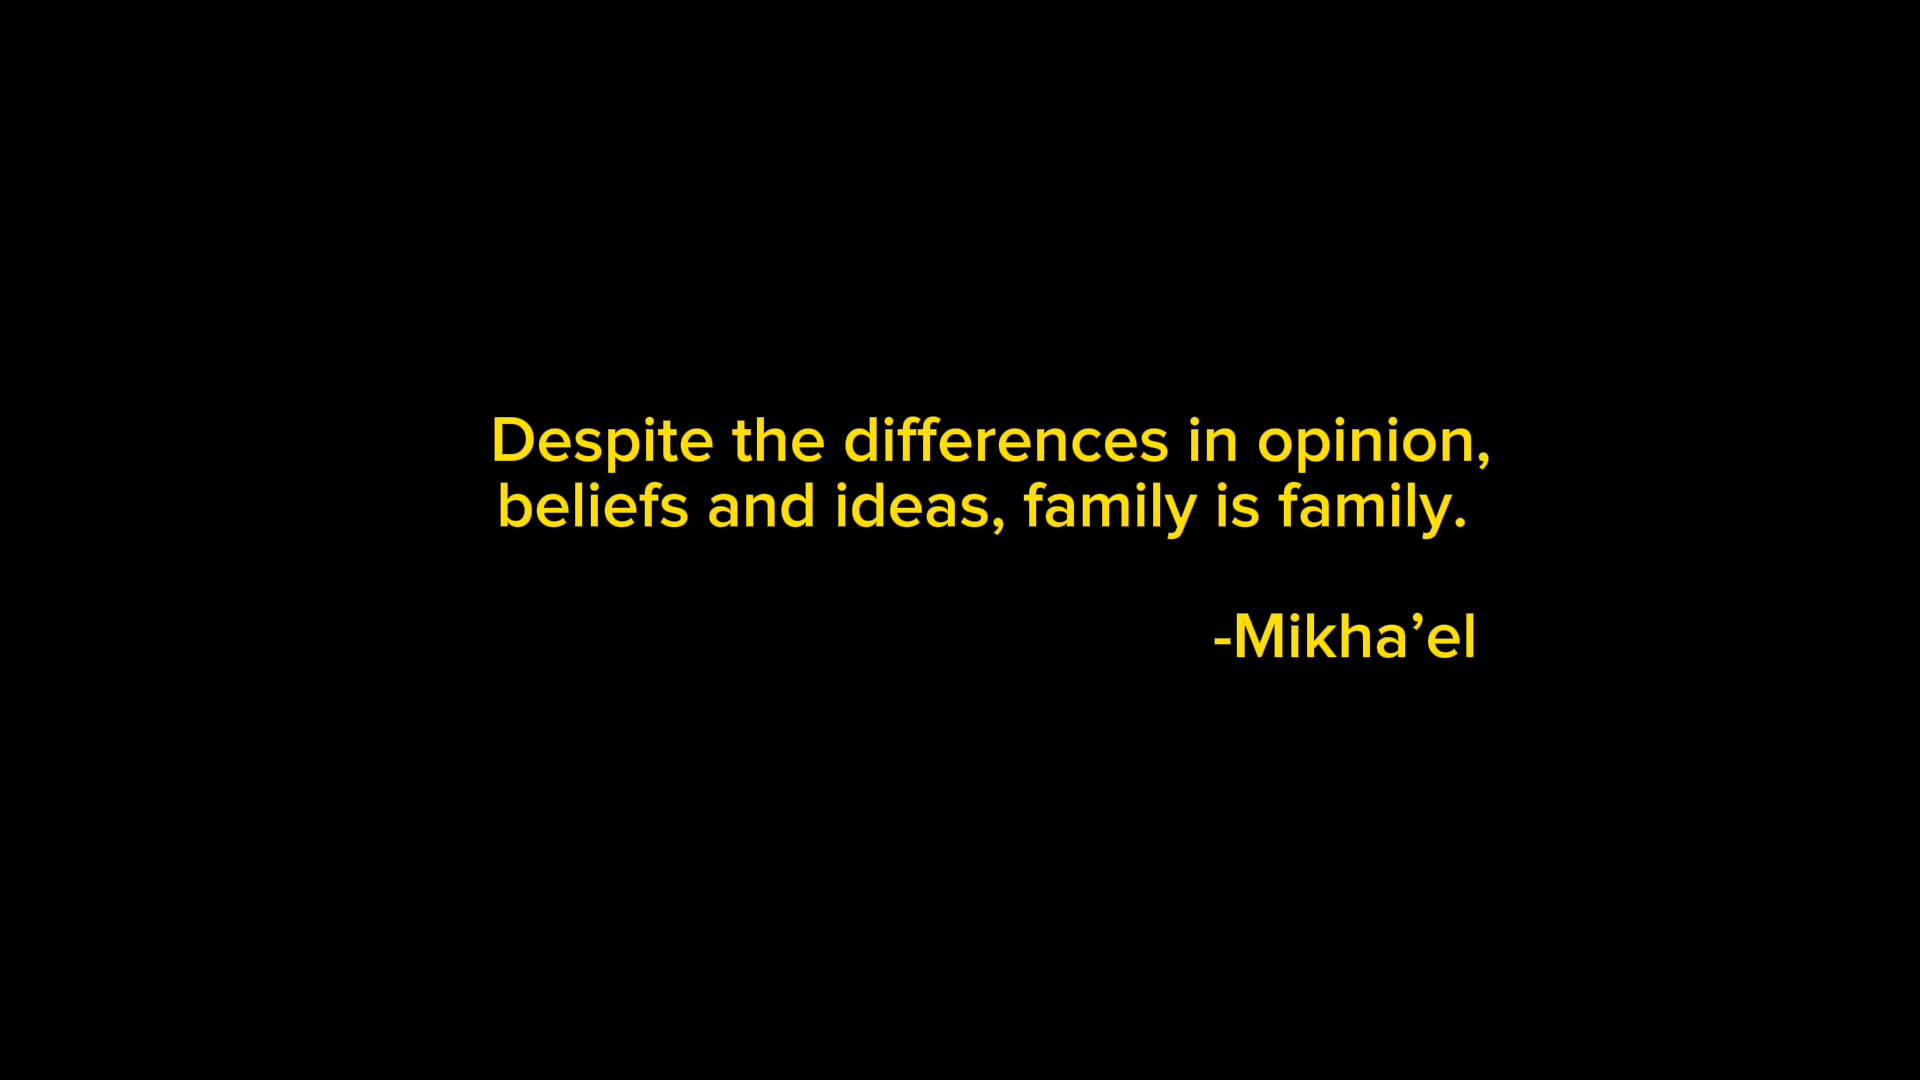 Despite the differences in opinion,
beliefs and ideas, family is family.
-Mikha’el